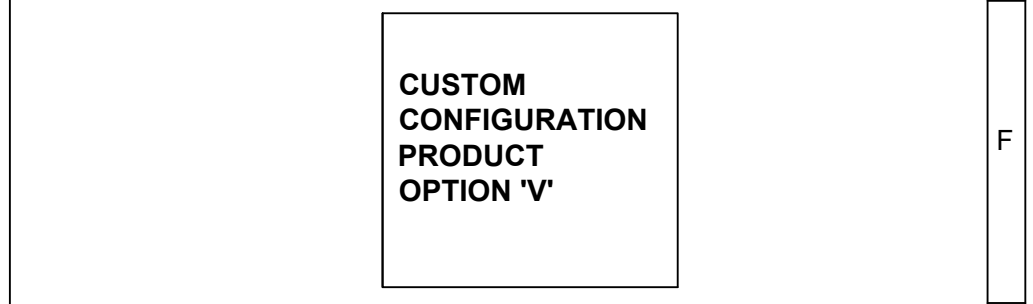 CUSTOM
CONFIGURATION
PRODUCT
OPTION 'V'
F